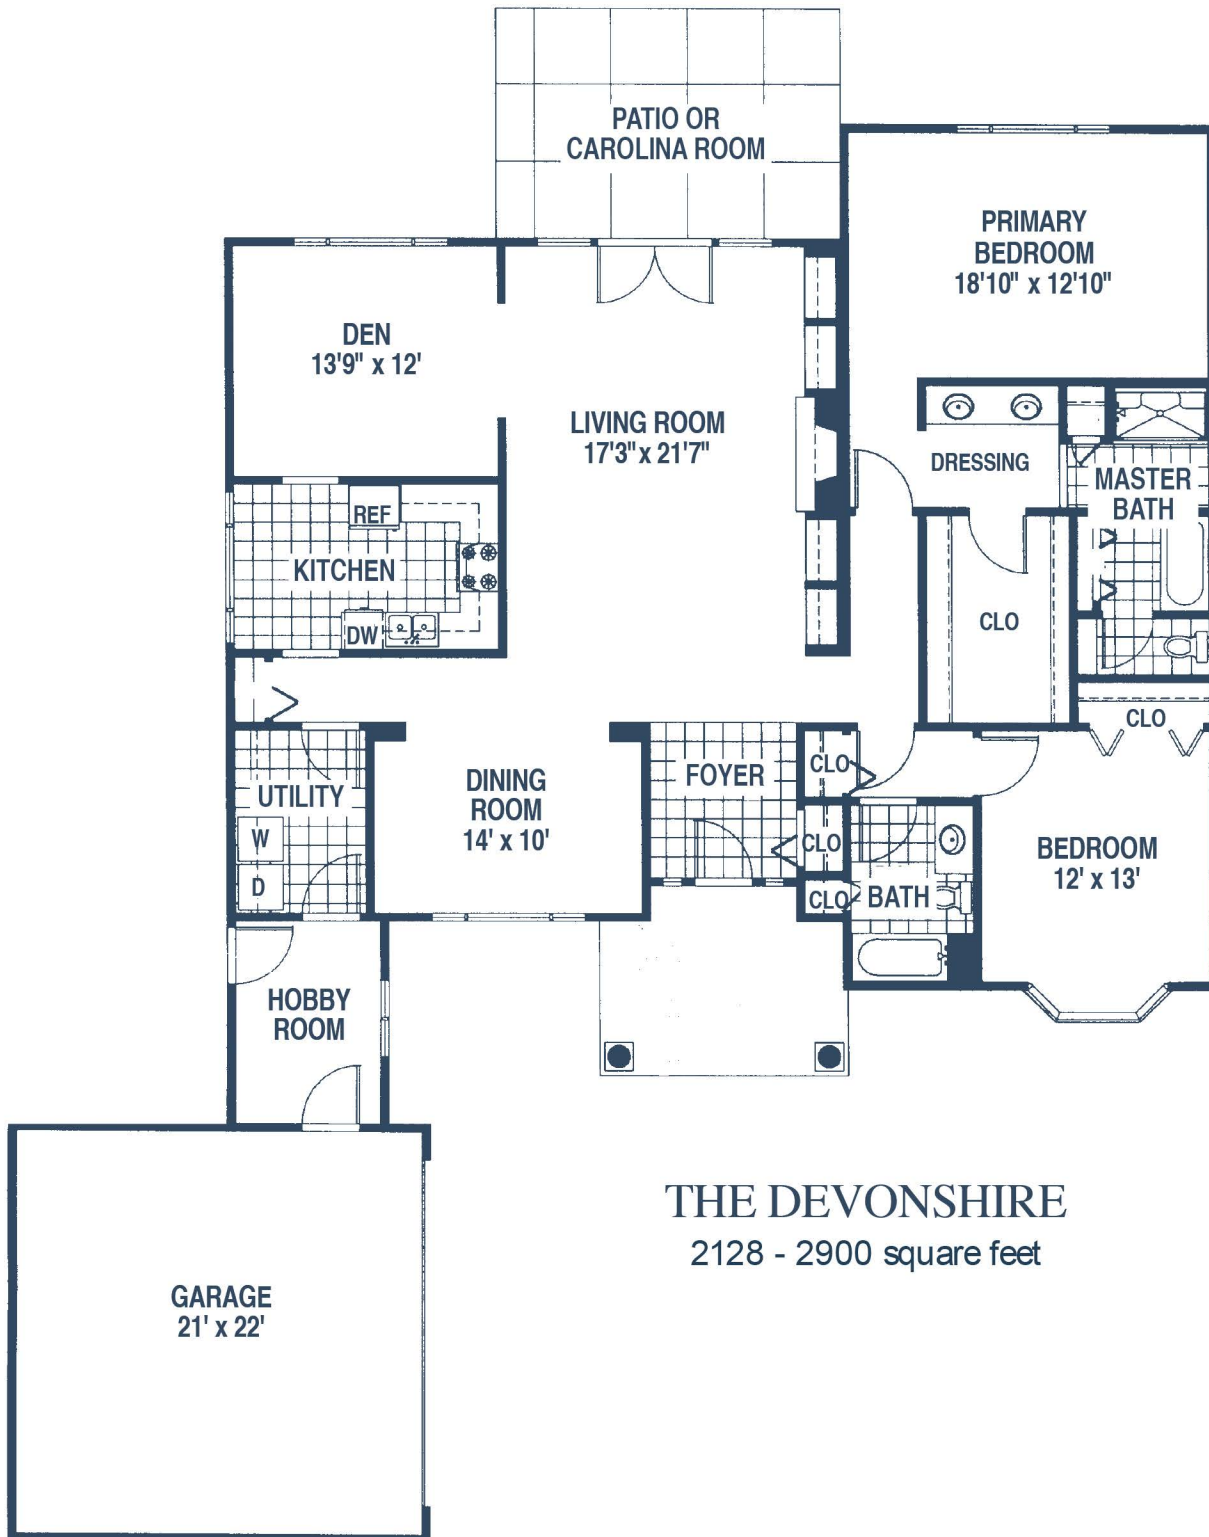 PATIO OR
CAROLINA ROOM
PRIMARY
BEDROOM
18'10" x 12'10"
DEN
13'9" x 12'
LIVING ROOM
17'3" x 21'7"
DRESSING
MASTER
BATH
REF
KITCHEN
DW
CLO
CLO
UTILITY
W
D
DINING
ROOM
14' x 10'
FOYER
CLO
CLO
CLO
BATH
BEDROOM
12' x 13'
HOBBY
ROOM
THE DEVONSHIRE
2128 - 2900 square feet
GARAGE
21' x 22'